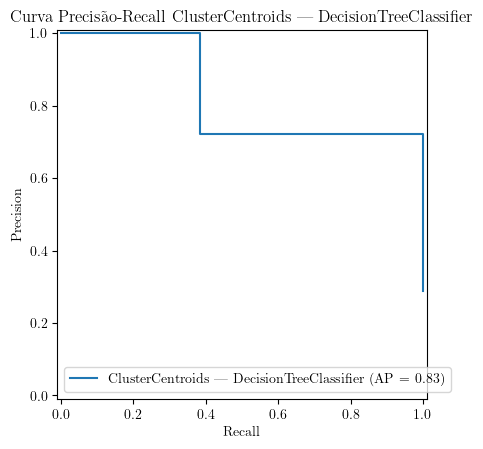 Curva Precisão-Recall ClusterCentroids — DecisionTreeClassifier
1.0
0.8
0.6
0.4
0.2
0.0
Precision
ClusterCentroids — DecisionTreeClassifier (AP = 0.83)
0.0 0.2 0.4 0.6 0.8 1.0
Recall